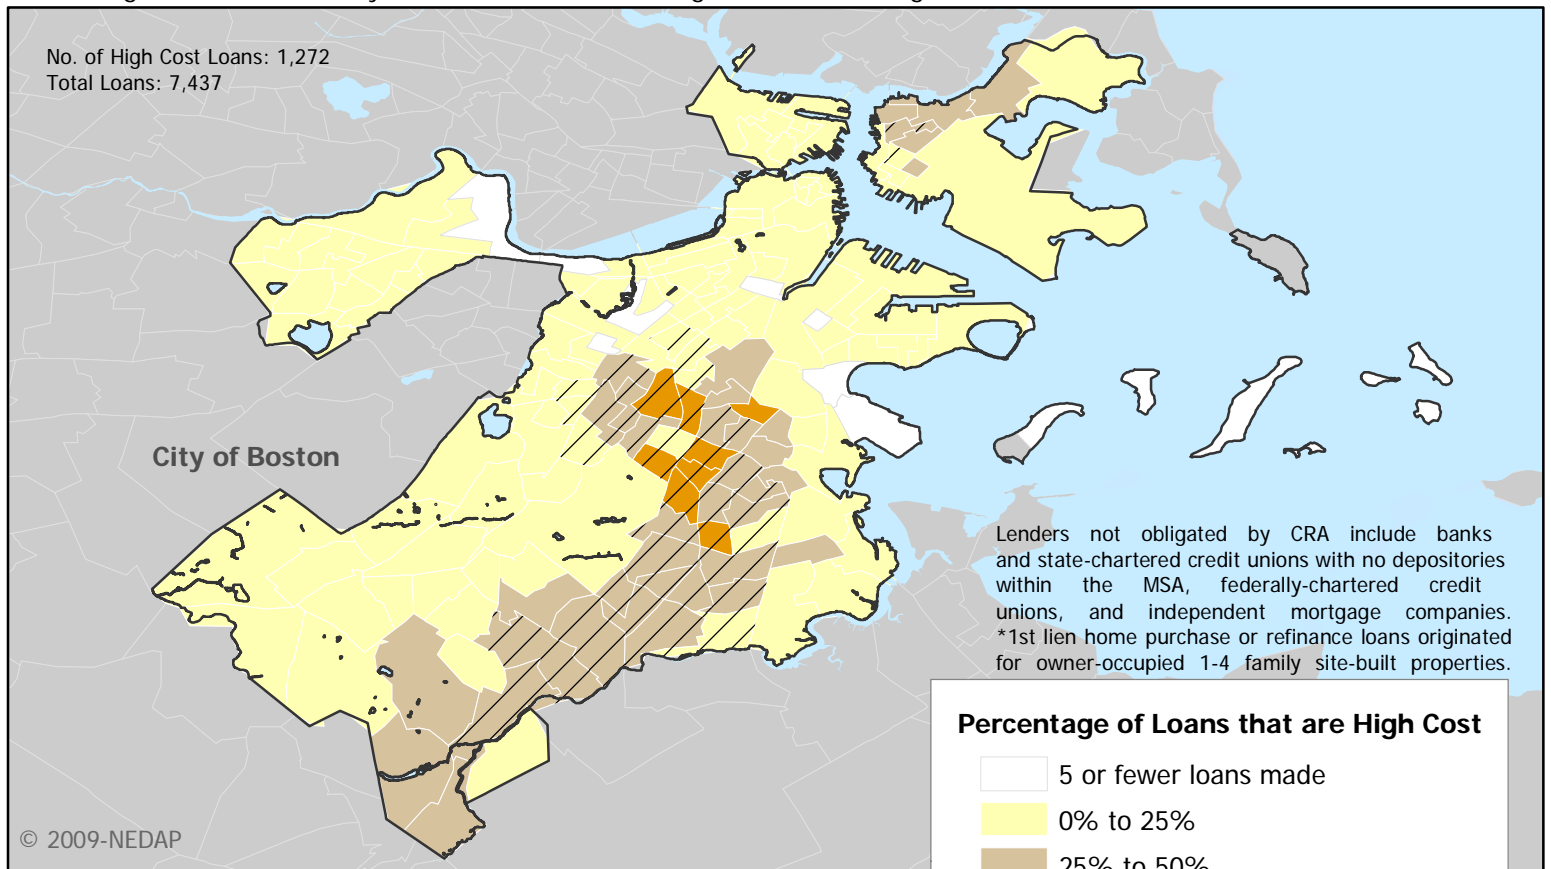 No. of High Cost Loans: 1,272
Total Loans: 7,437
City of Boston
Lenders not obligated by CRA include banks
and state-chartered credit unions with no depositories
within the MSA, federally-chartered credit
unions, and independent mortgage companies.
*1st lien home purchase or refinance loans originated
for owner-occupied 1-4 family site-built properties.
Percentage of Loans that are High Cost
5 or fewer loans made
0% to 25%
25% to 50%
© 2009-NEDAP